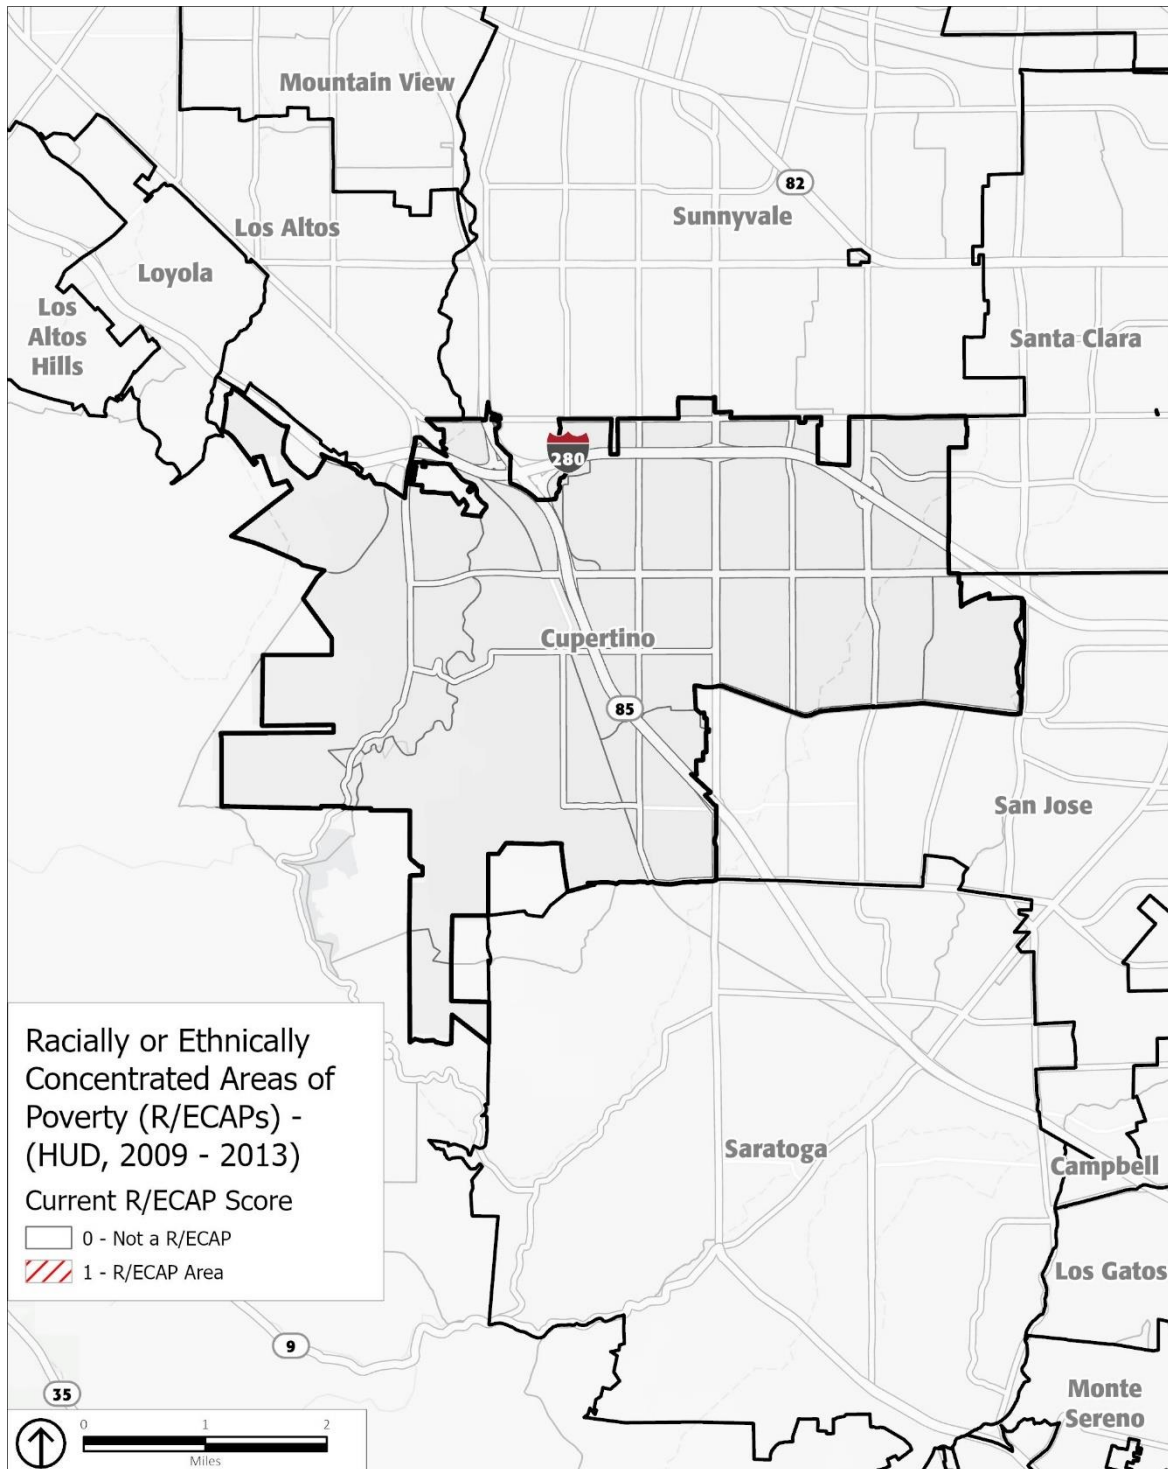 Mountain View
82
Sunnyvale
Los Altos
Loyola
Los
Altos
Hills
Santa Clara
280
Cupertino
85
San Jose
Racially or Ethnically
Concentrated Areas of
Poverty (R/ECAPs) -
(HUD, 2009 - 2013)
Current R/ECAP Score
0 - Not a R/ECAP
1 - R/ECAP Area
Saratoga
Campbell
Los Gatos
9
35
Monte
Sereno
0 1 2
Miles